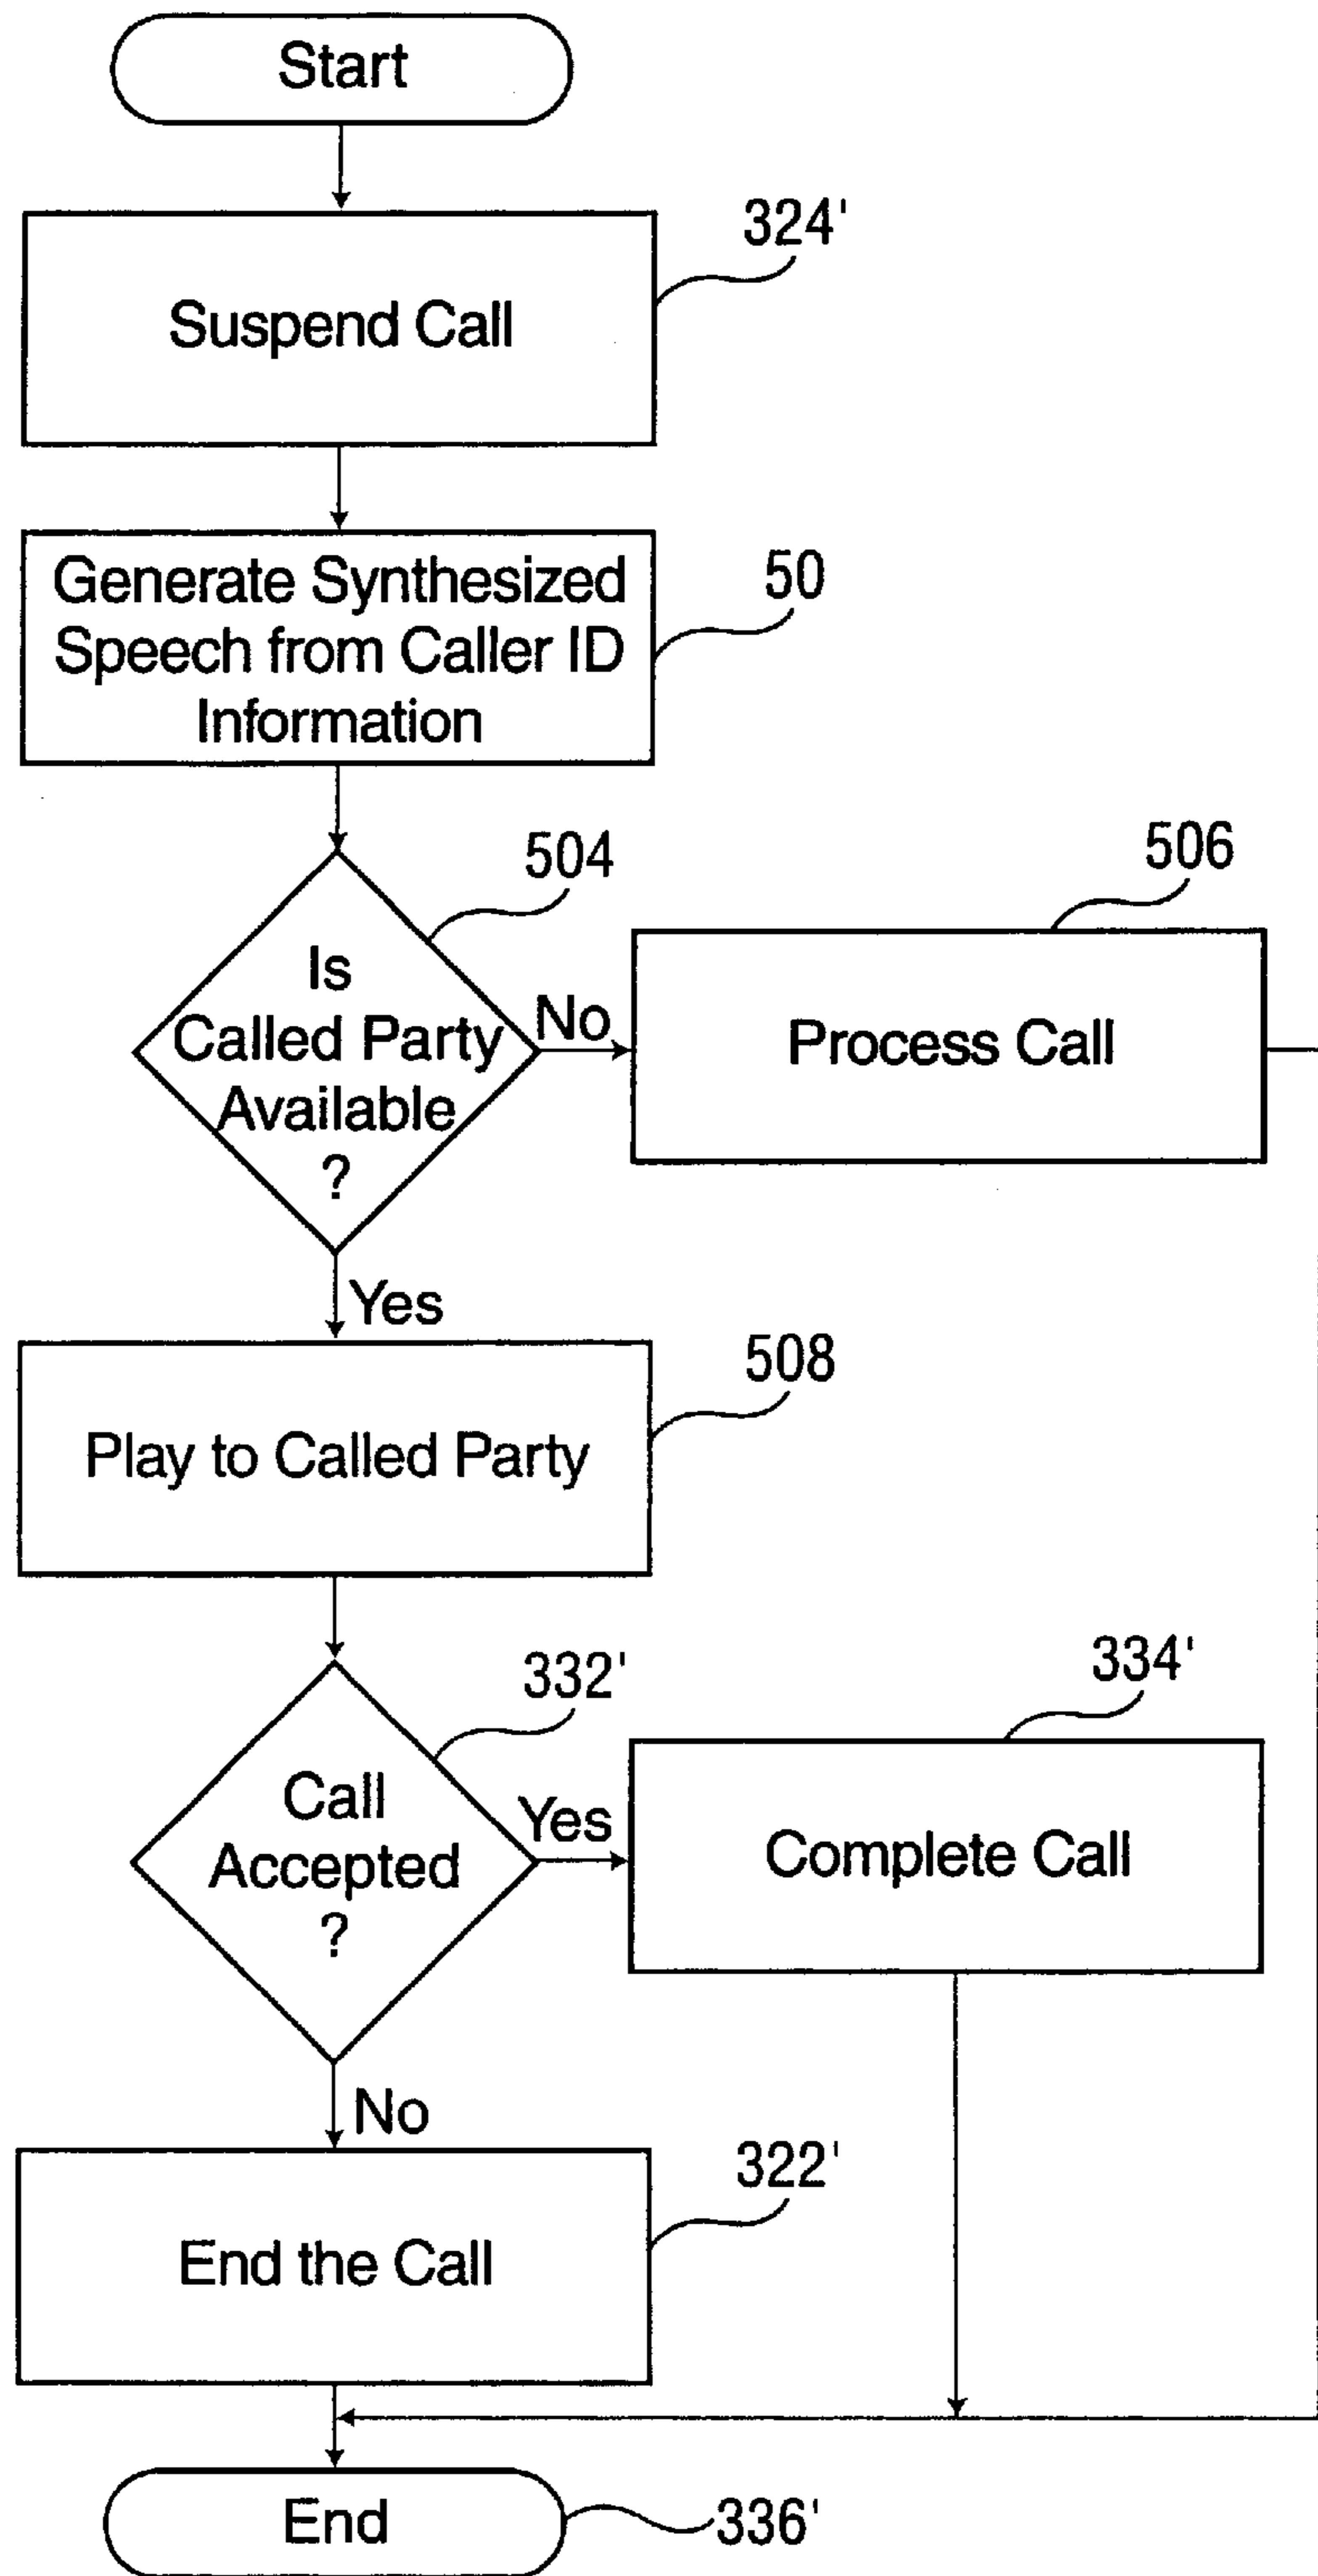 Start
324'
Suspend Call
Generate Synthesized
Speech from Caller ID
Information
50
504
506
Is
Called Party
Available
?
No
Process Call
Yes
508
Play to Called Party
332'
334'
Call
Accepted
?
Yes
Complete Call
No
322'
End the Call
End
336'